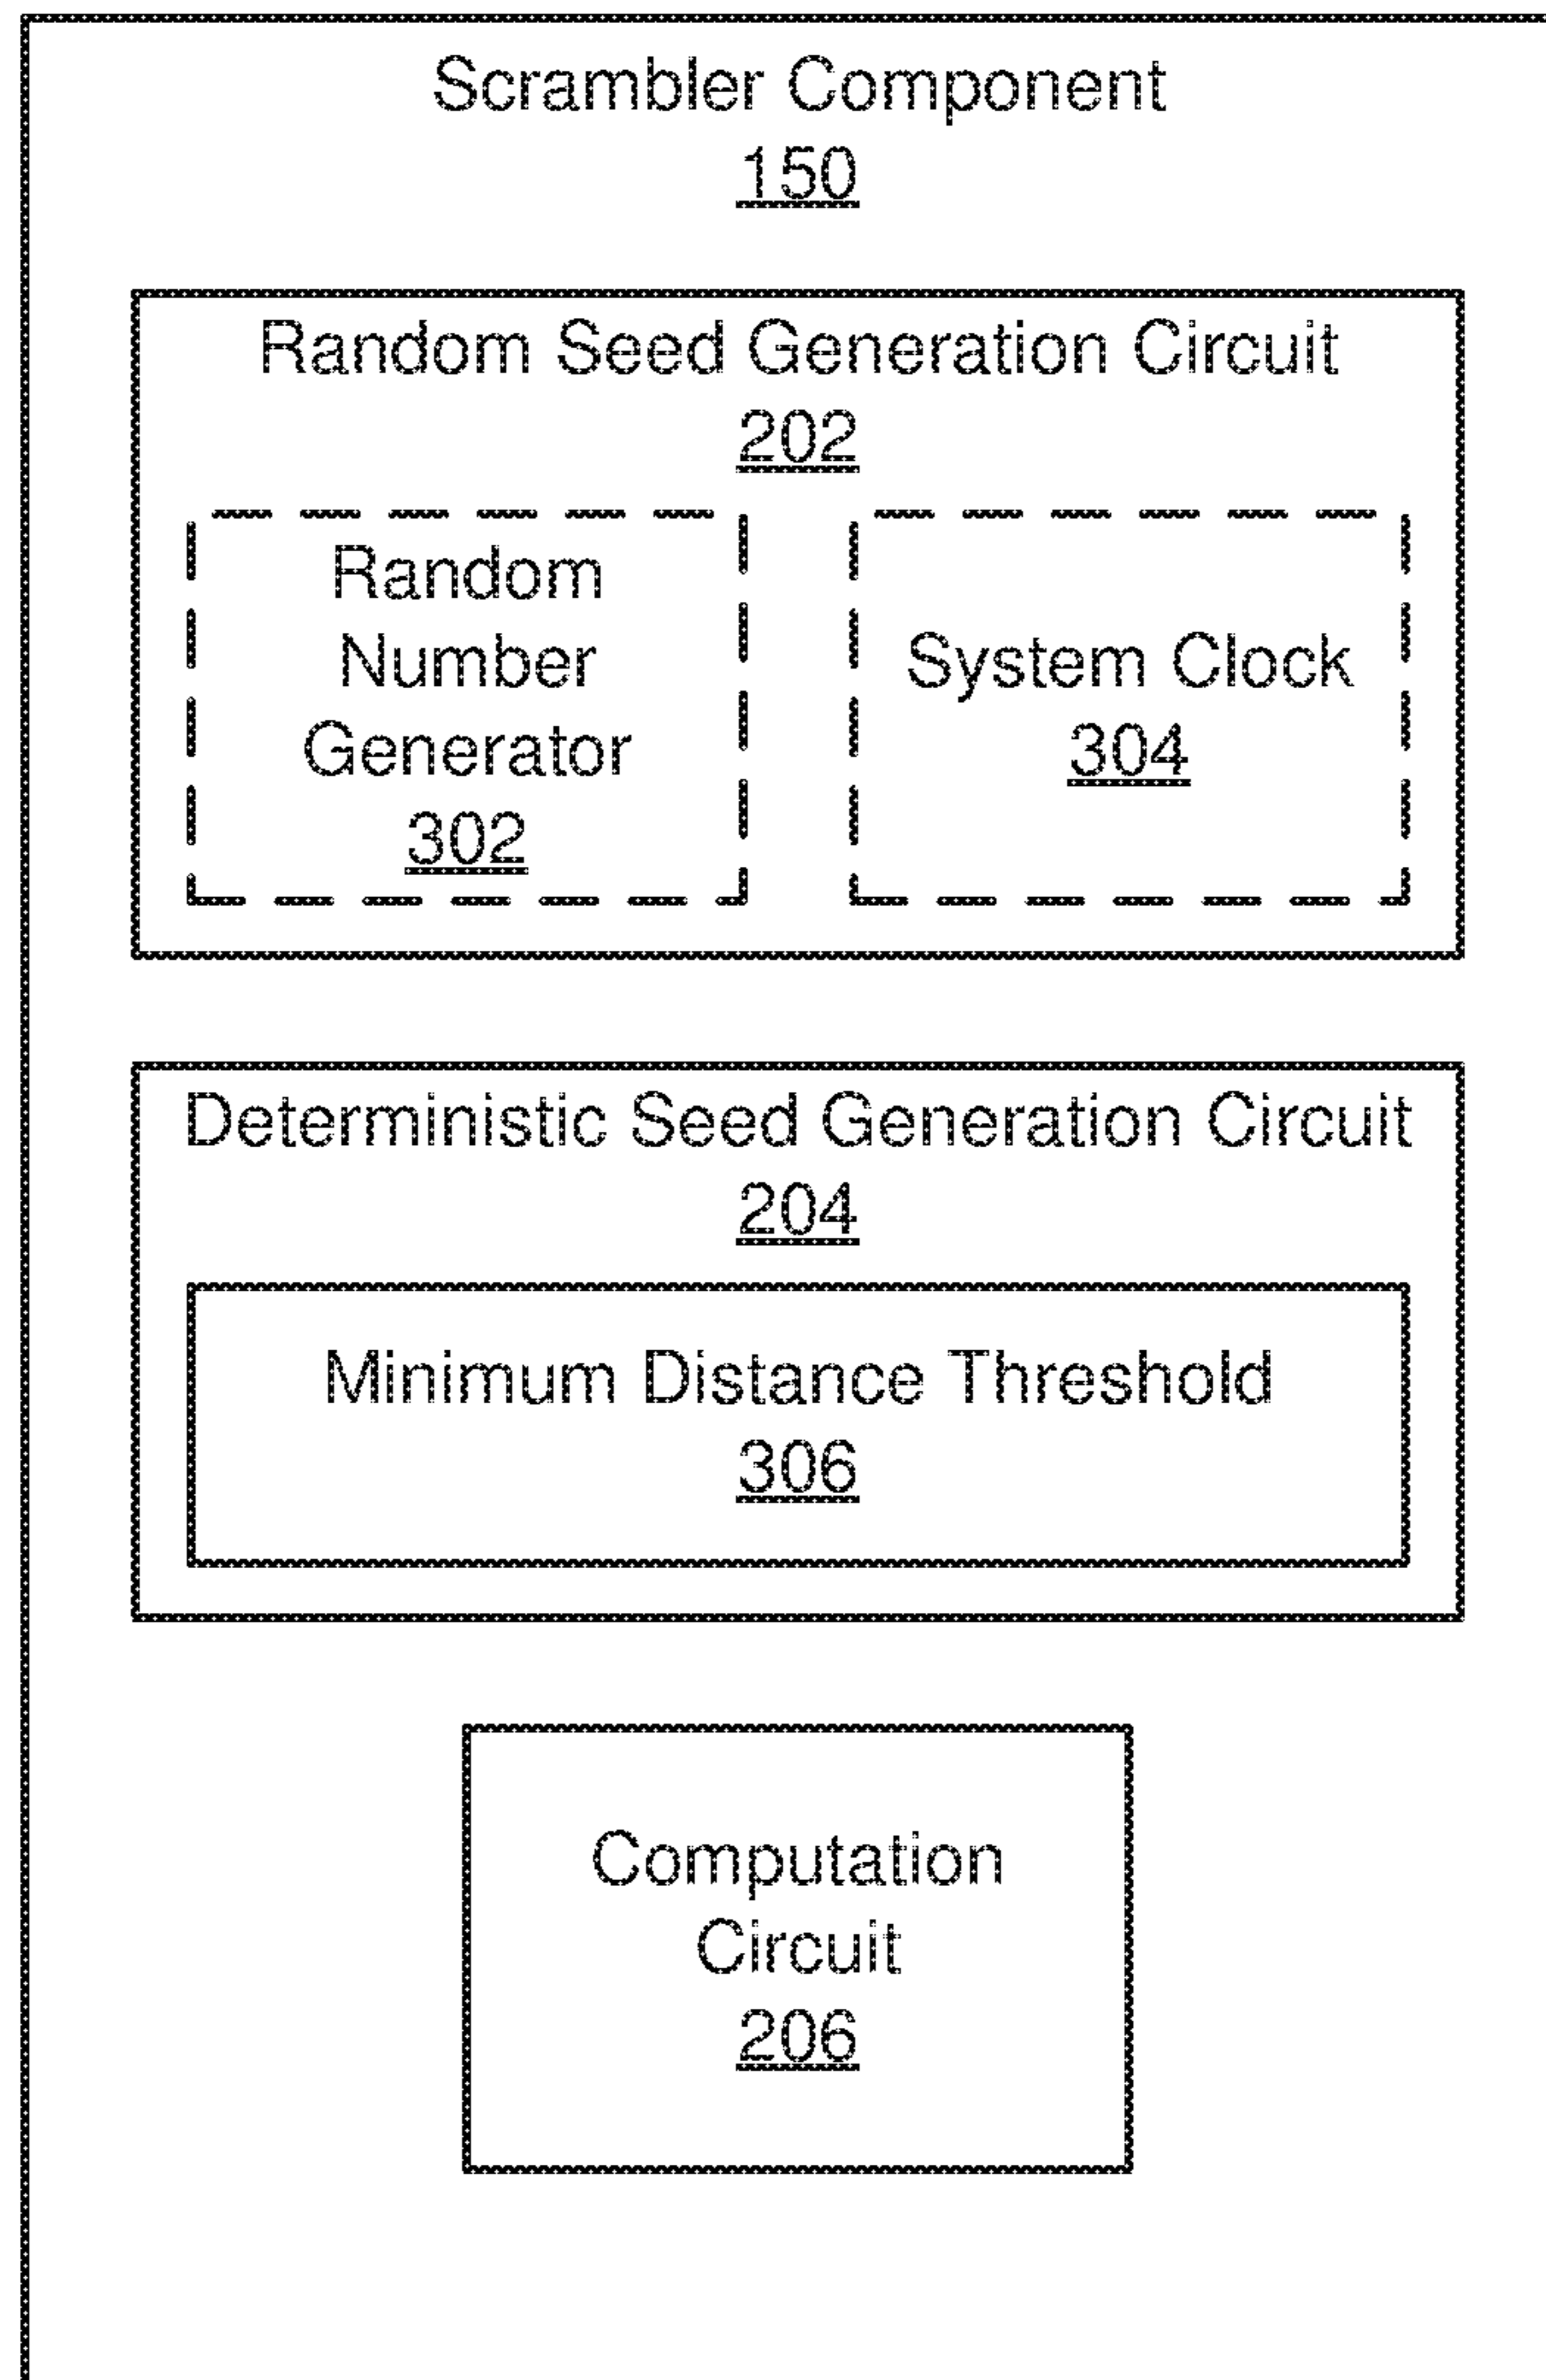 Scrambler Component
150
Random Seed Generation Circuit
202
Random
Number
Generator
302
System Clock
304
Deterministic Seed Generation Circuit
204
Minimum Distance Threshold
306
Computation
Circuit
206